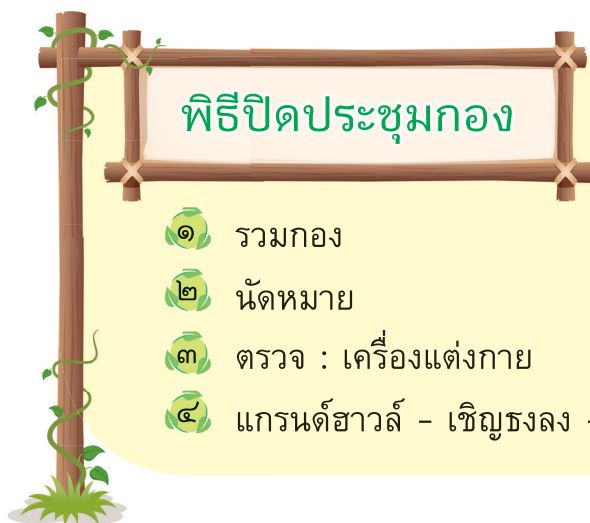 พิธีปิดประชุมกอง
๑ รวมกอง
๒ นัดหมาย
๓ ตรวจ : เครื่องแต่งกาย
๔ แกรนด์ฮาวล์ - เชิญธงลง -